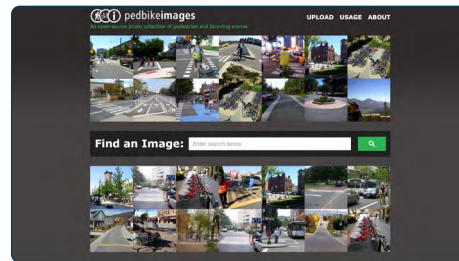 pedbikeimages
UPLOAD USAGE ABOUT
An open-source photo collection of pedestrian and bicycling scenes
Find an Image:
Enter search terms